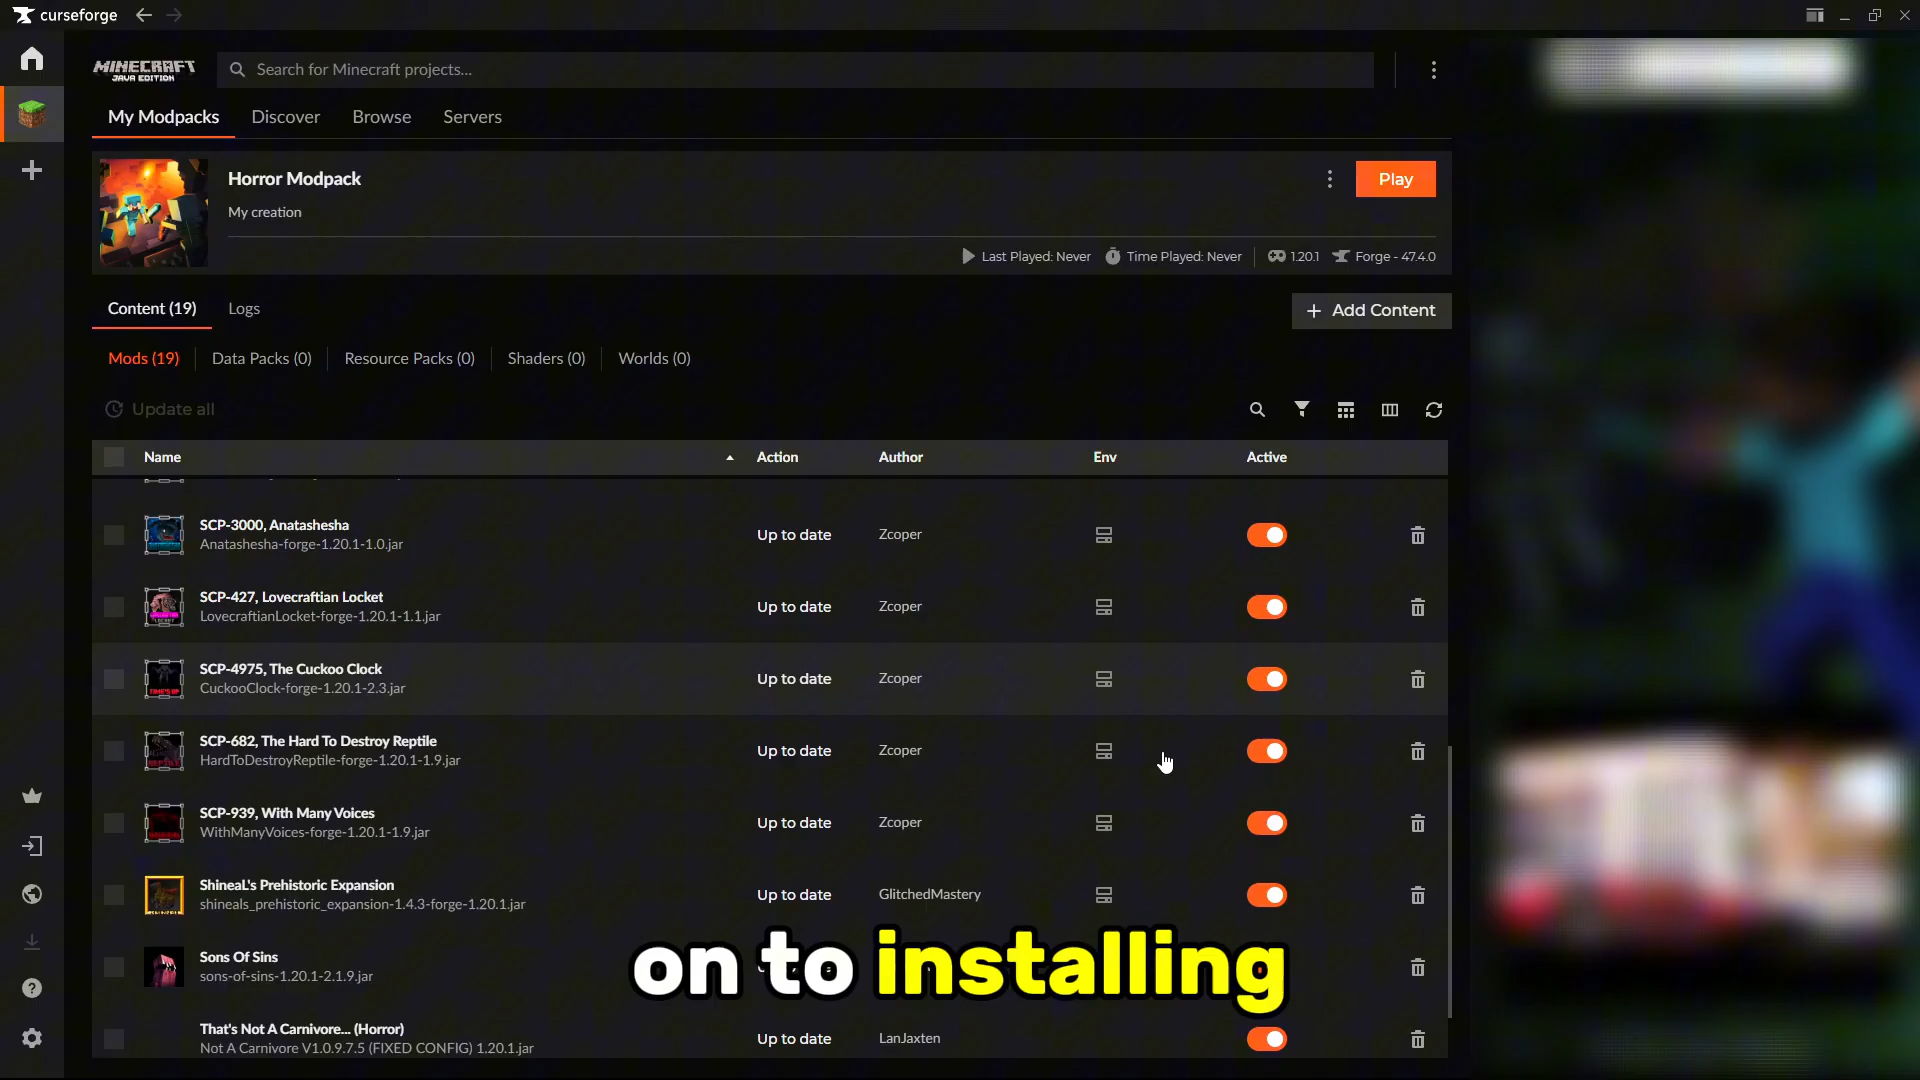 curseforge
MINECRAFT
JAVA EDITION
Search for Minecraft projects...
My Modpacks
Discover
Browse
Servers
Horror Modpack
My creation
Play
Last Played: Never
Time Played: Never
1.20.1
Forge - 47.4.0
Content (19)
Logs
+ Add Content
Mods (19)
Data Packs (0)
Resource Packs (0)
Shaders (0)
Worlds (0)
Update all
Name Action Author Env Active
SCP-3000, Anatashesha
Anatashesha-forge-1.20.1-1.0.jar
Up to date
Zcoper
SCP-427, Lovecraftian Locket
LovecraftianLocket-forge-1.20.1-1.1.jar
Up to date
Zcoper
SCP-4975, The Cuckoo Clock
CuckooClock-forge-1.20.1-2.3.jar
Up to date
Zcoper
SCP-682, The Hard To Destroy Reptile
HardToDestroyReptile-forge-1.20.1-1.9.jar
Up to date
Zcoper
SCP-939, With Many Voices
WithManyVoices-forge-1.20.1-1.9.jar
Up to date
Zcoper
ShineaL's Prehistoric Expansion
shineals_prehistoric_expansion-1.4.3-forge-1.20.1.jar
Up to date
GlitchedMastery
Sons Of Sins
sons-of-sins-1.20.1-2.1.9.jar
on to installing
That's Not A Carnivore... (Horror)
Not A Carnivore V1.0.9.7.5 (FIXED CONFIG) 1.20.1.jar
Up to date
LanJaxten